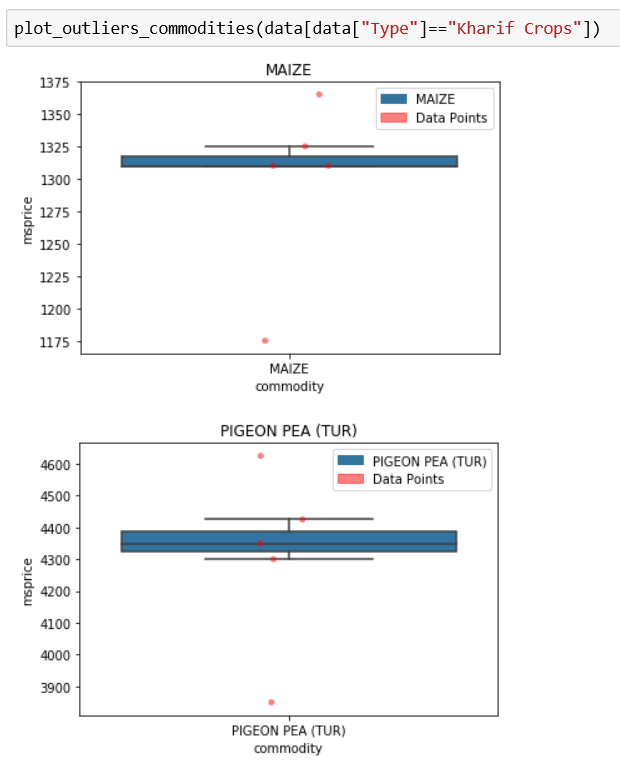 plot_outliers_commodities(data[data["Type"]=="Kharif Crops"])
MAIZE
1375
1350
1325
1300
1275
1250
1225
1200
1175
msprice
MAIZE
Data Points
MAIZE
commodity
PIGEON PEA (TUR)
4600
4500
4400
4300
4200
4100
4000
3900
msprice
PIGEON PEA (TUR)
Data Points
PIGEON PEA (TUR)
commodity